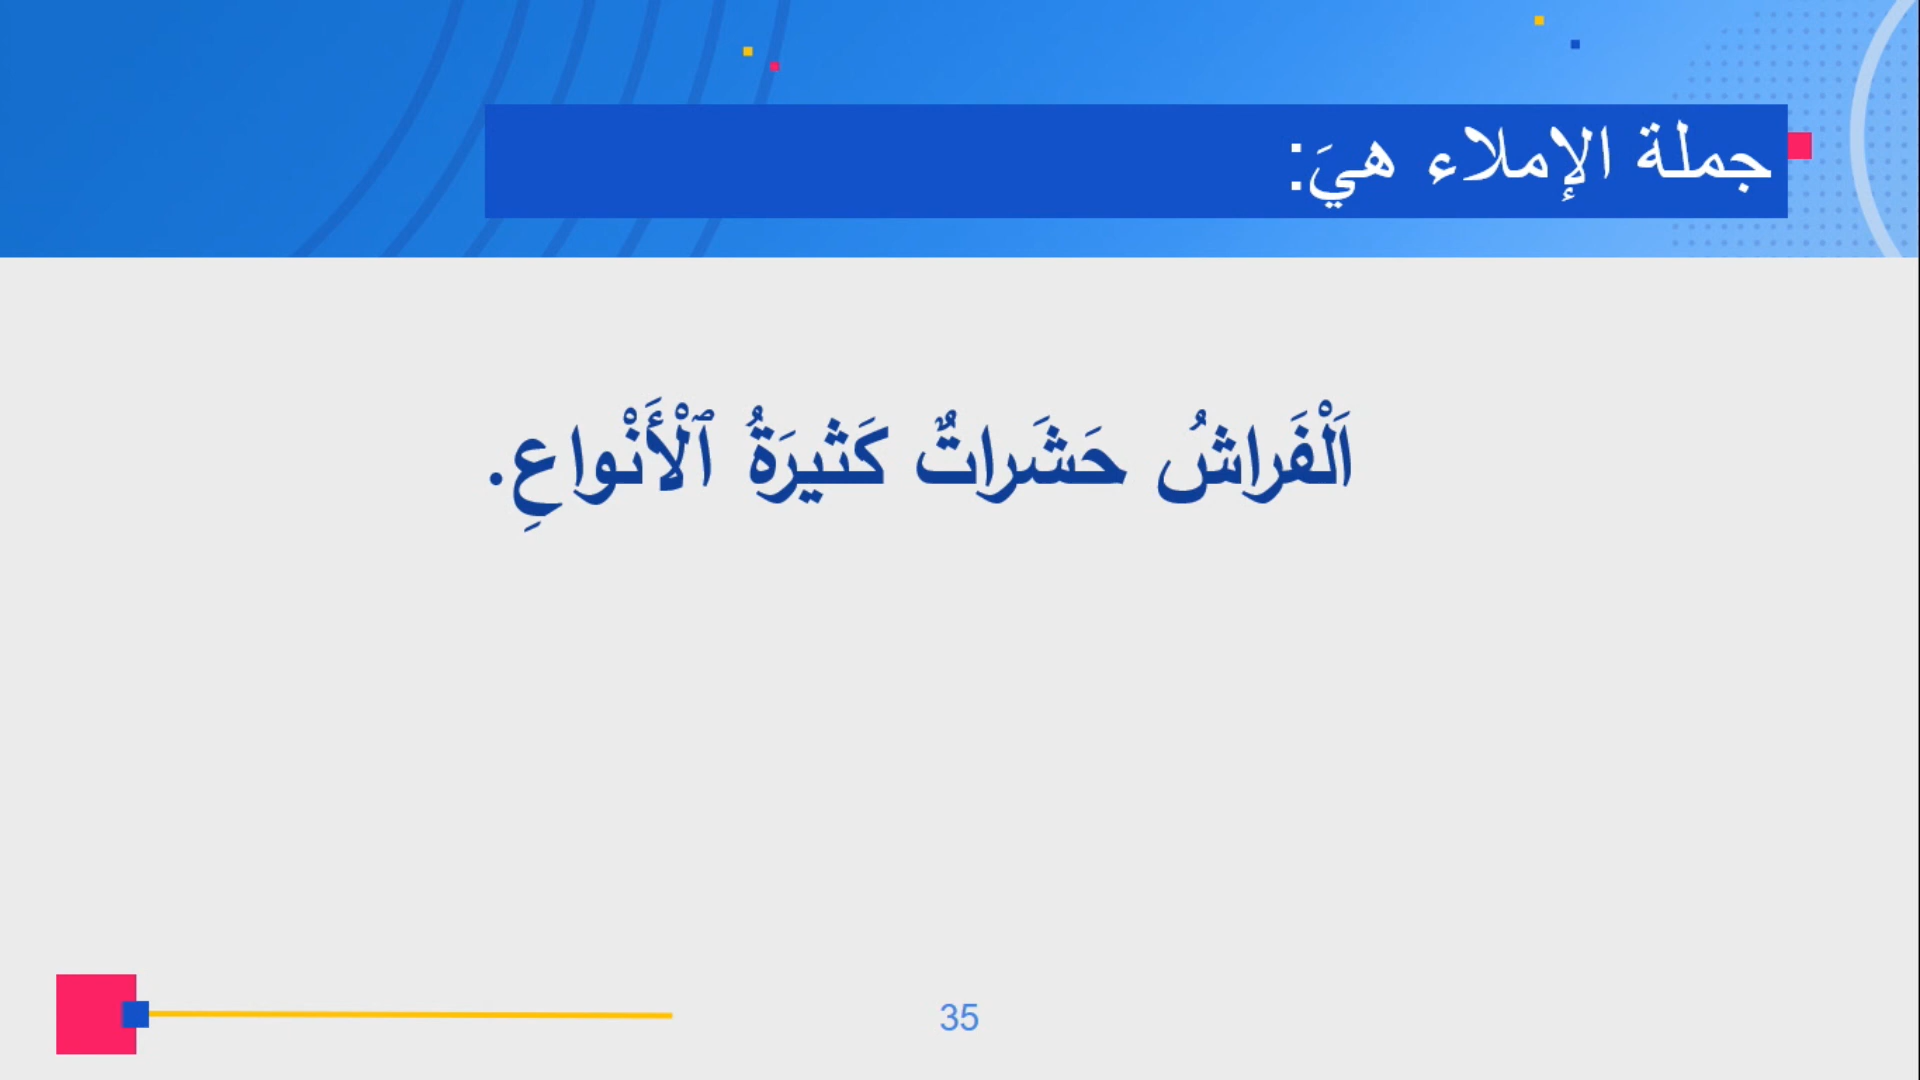 جملة الإملاء هيَ:
اَلْفَراشُ حَشَراتٌ كَثيرَةُ ٱلْأَنْواعِ.
35